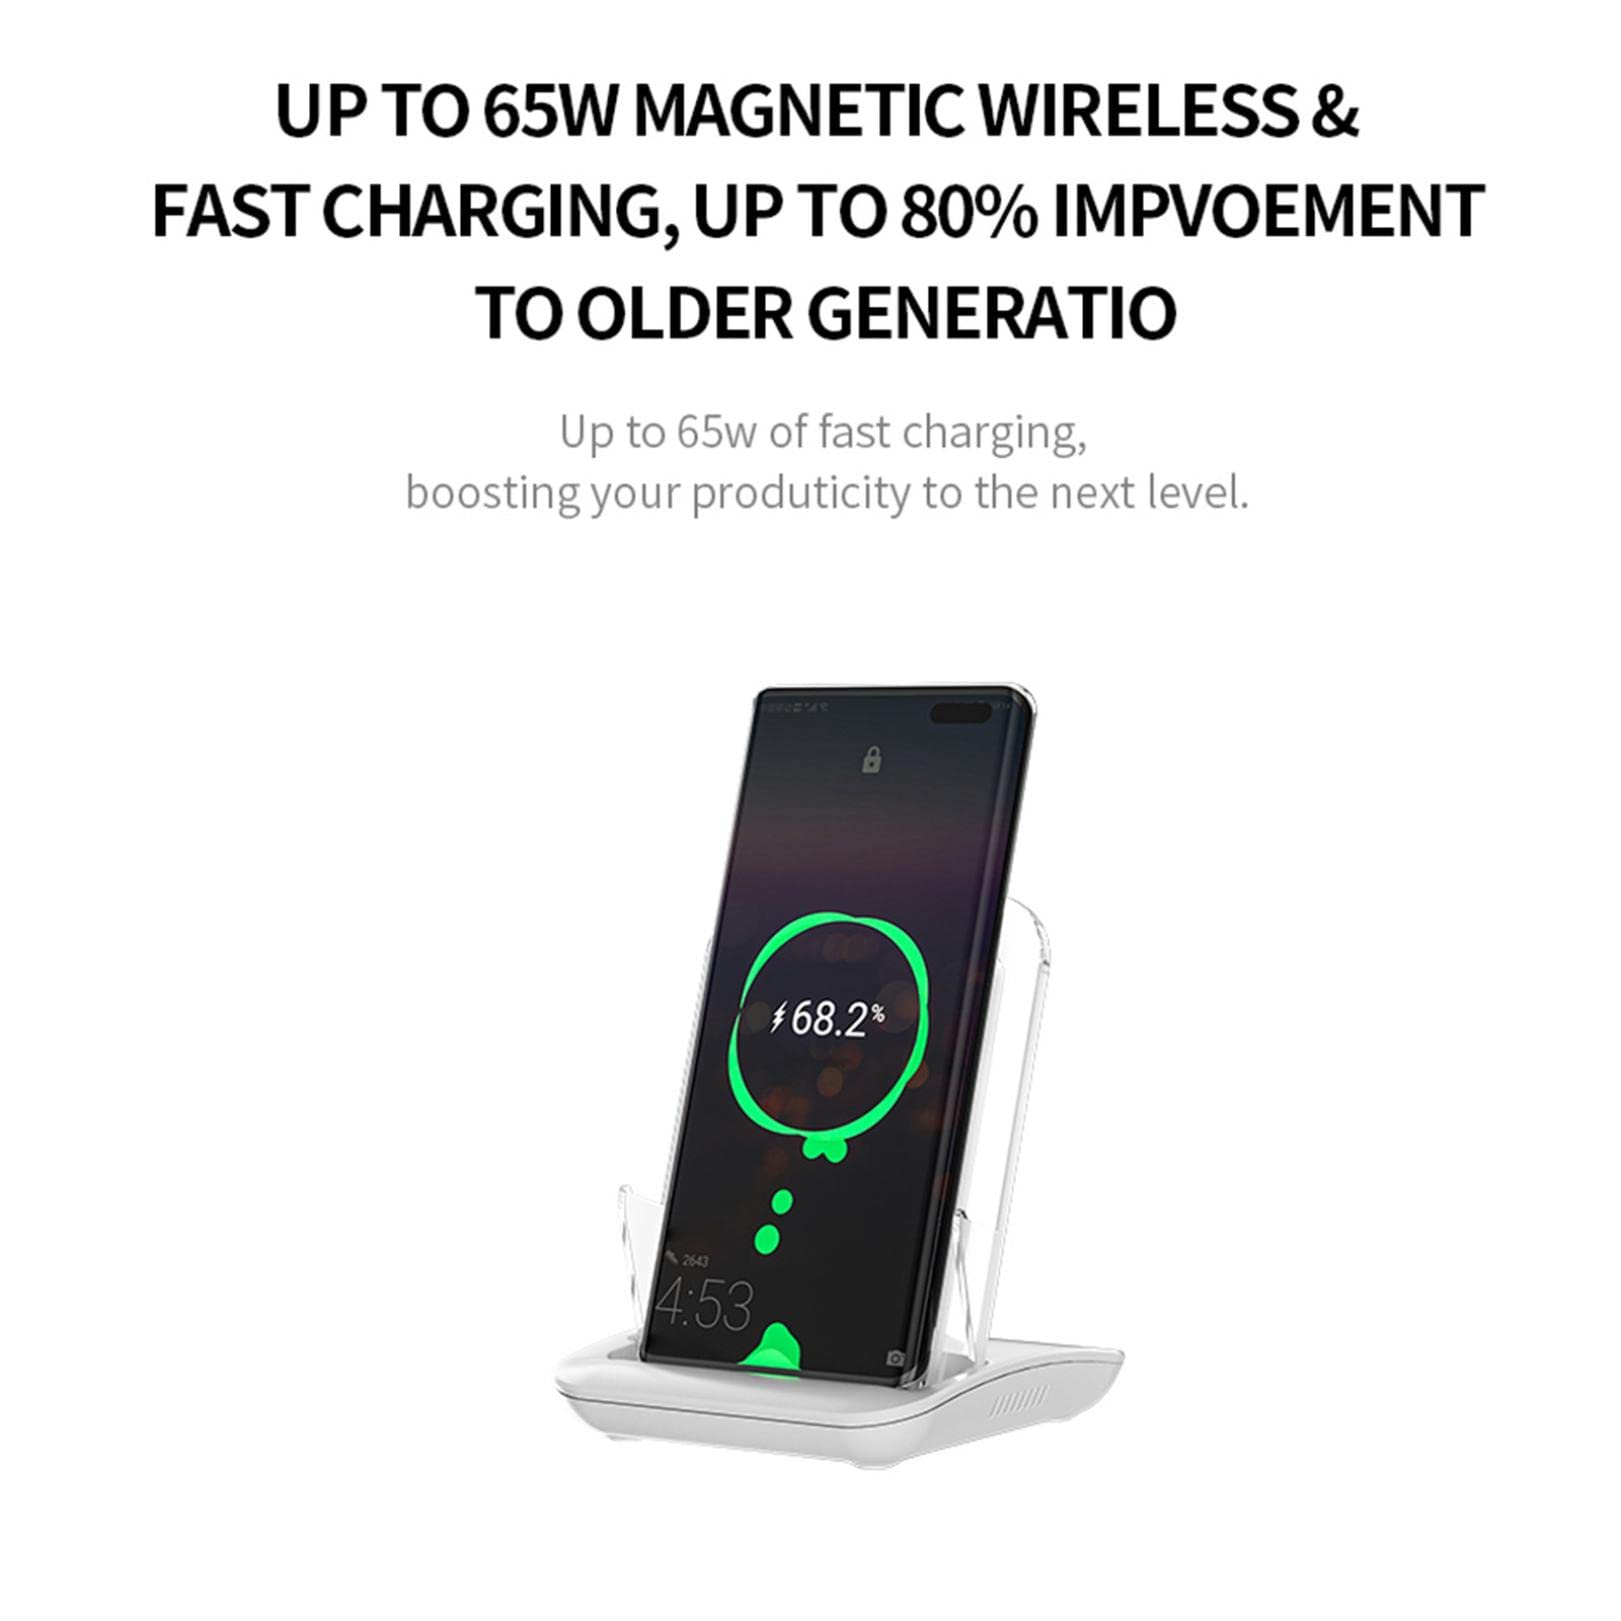 UP TO 65W MAGNETIC WIRELESS &
FAST CHARGING, UP TO 80% IMPVOEMENT
TO OLDER GENERATIO
Up to 65w of fast charging,
boosting your produticity to the next level.
68.2%
2643
4:53